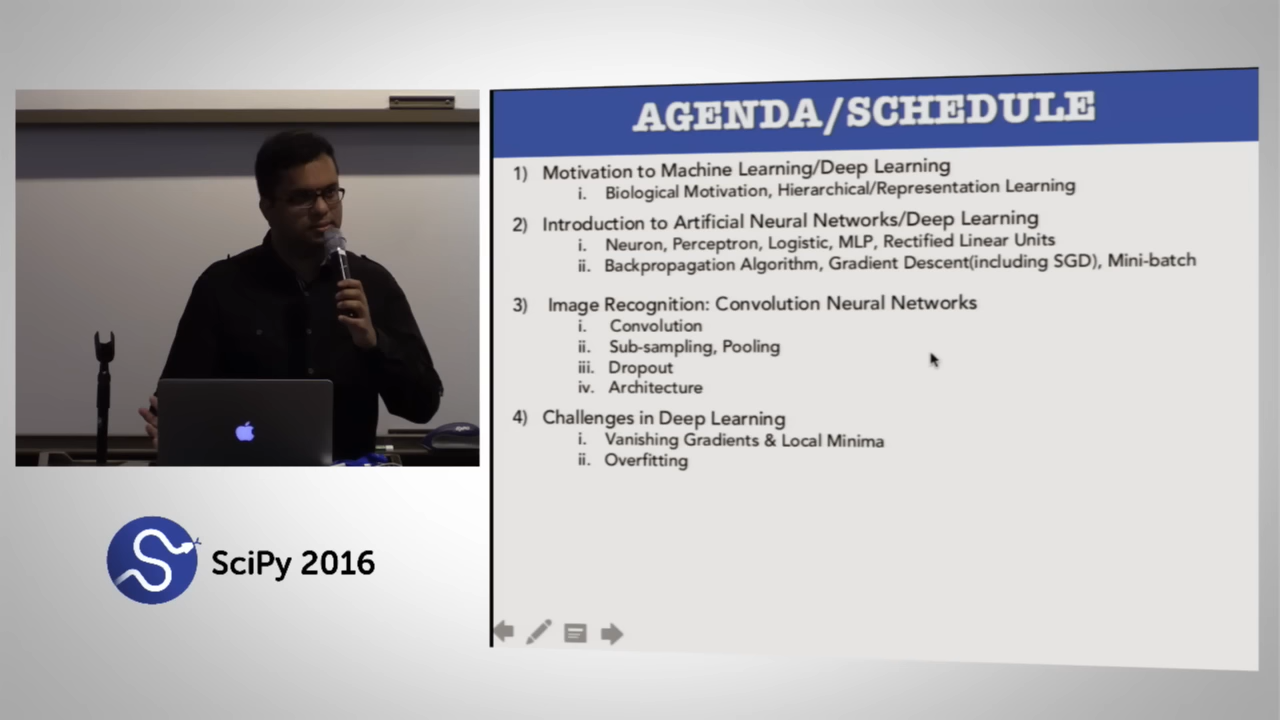 AGENDA/SCHEDULE
1) Motivation to Machine Learning/Deep Learning
i. Biological Motivation, Hierarchical/Representation Learning
2) Introduction to Artificial Neural Networks/Deep Learning
i. Neuron, Perceptron, Logistic, MLP, Rectified Linear Units
ii. Backpropagation Algorithm, Gradient Descent(including SGD), Mini-batch
3) Image Recognition: Convolution Neural Networks
i. Convolution
ii. Sub-sampling, Pooling
iii. Dropout
iv. Architecture
4) Challenges in Deep Learning
i. Vanishing Gradients & Local Minima
ii. Overfitting
SciPy 2016